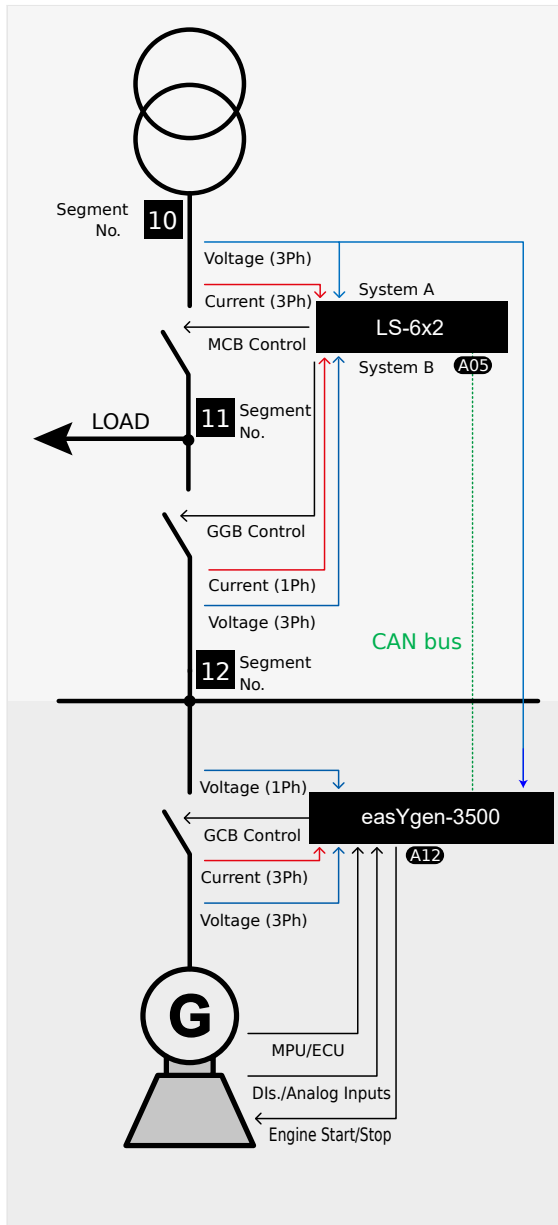 Segment
No.
10
Voltage (3Ph)
System A
Current (3Ph)
LS-6x2
MCB Control
System B
A05
LOAD
11
Segment
No.
GGB Control
Current (1Ph)
Voltage (3Ph)
CAN bus
12
Segment
No.
Voltage (1Ph)
easYgen-3500
GCB Control
A12
Current (3Ph)
Voltage (3Ph)
G
MPU/ECU
DIs./Analog Inputs
Engine Start/Stop